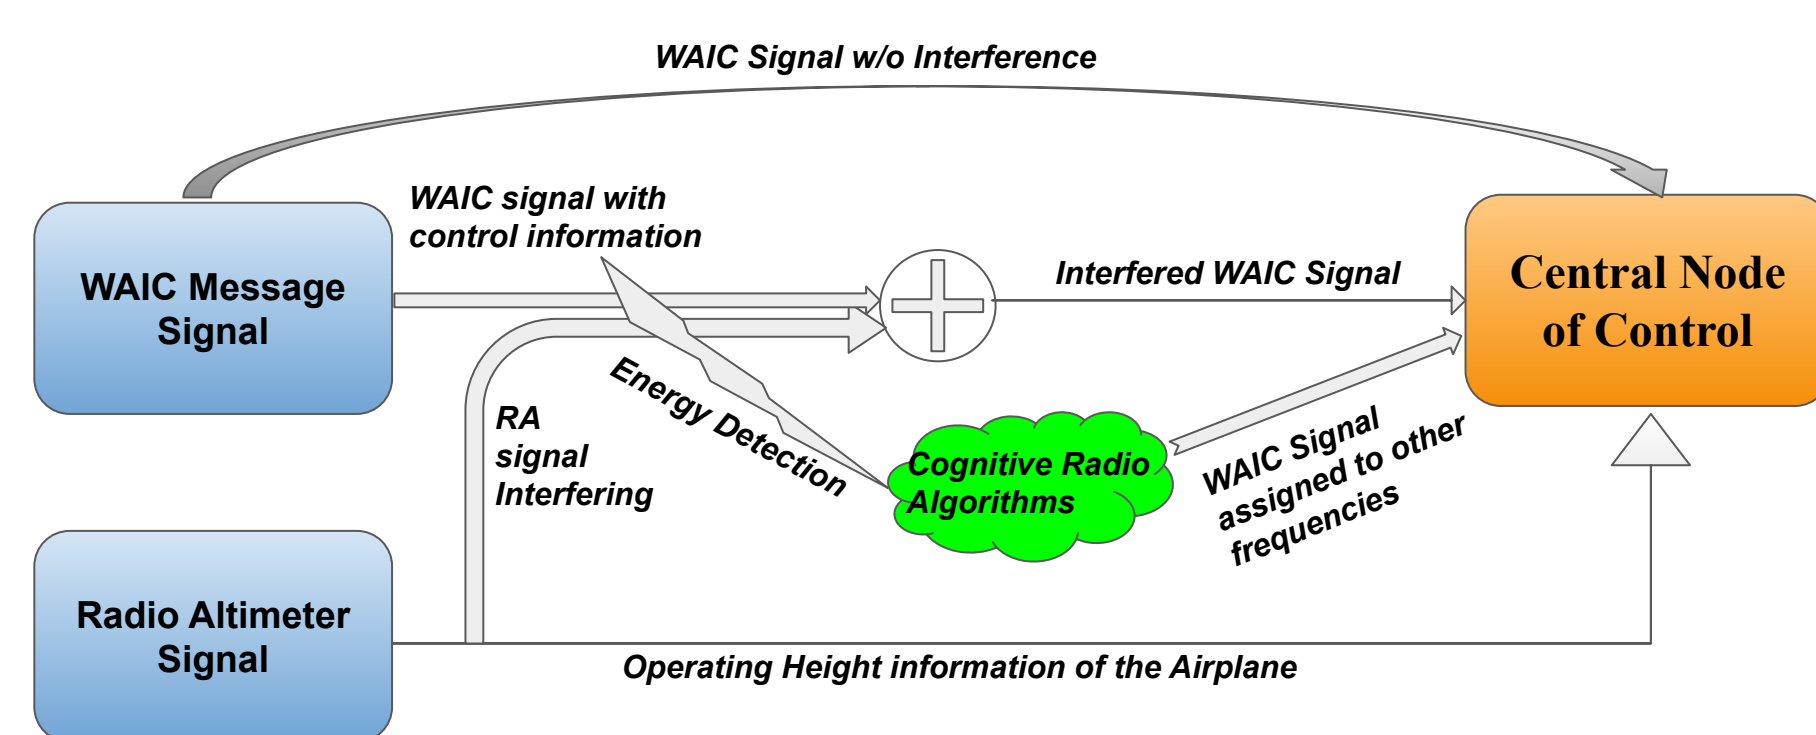 WAIC Signal w/o Interference
WAIC signal with
control information
WAIC Message
Signal
Interfered WAIC Signal
Central Node
of Control
Energy Detection
RA
signal
Interfering
Cognitive Radio
Algorithms
WAIC Signal
assigned to other
frequencies
Radio Altimeter
Signal
Operating Height information of the Airplane